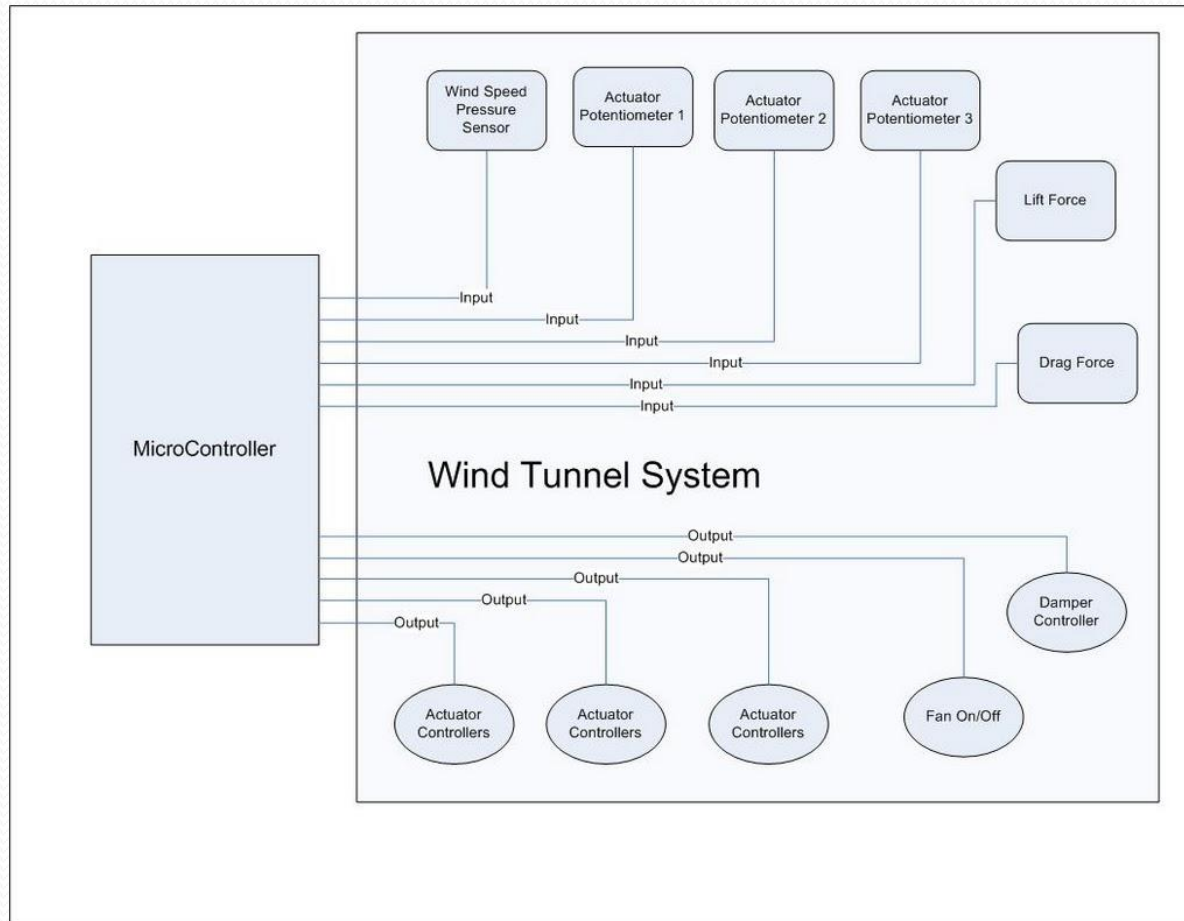 Wind Speed
Pressure
Sensor
Actuator
Potentiometer 1
Actuator
Potentiometer 2
Actuator
Potentiometer 3
Lift Force
Input
Input
Input
Input
Input
Input
Drag Force
MicroController
Wind Tunnel System
Output
Output
Output
Output
Output
Damper
Controller
Actuator
Controllers
Actuator
Controllers
Actuator
Controllers
Fan On/Off